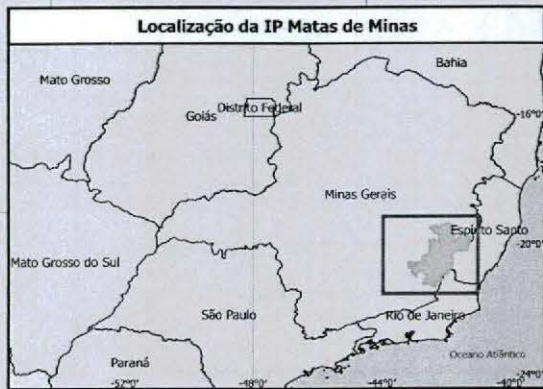 Localização da IP Matas de Minas
Bahia
Mato Grosso
Distrito Federal
Goiás
-16°0'
Minas Gerais
Espírito Santo
-20°0'
Mato Grosso do Sul
São Paulo
Rio de Janeiro
Oceano Atlântico
Paraná
-52°0' -48°0' -44°0' -40°0' -24°0'